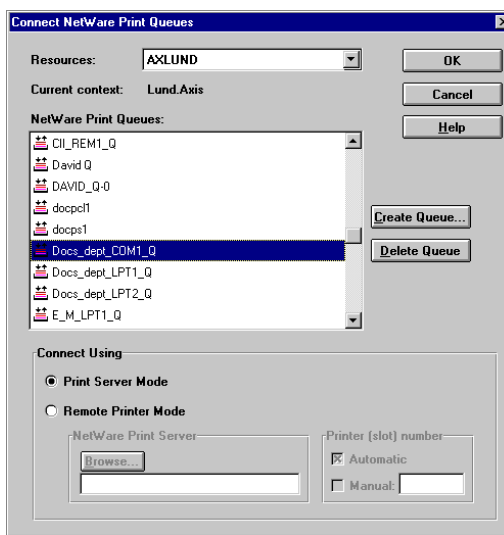 Connect NetWare Print Queues
Resources: AXLUND OK
Current context: Lund.Axis Cancel
NetWare Print Queues: Help
CII_REM1_Q
David Q
DAVID_Q-0
docpcl1
docps1
Create Queue...
Docs_dept_COM1_Q
Delete Queue
Docs_dept_LPT1_Q
Docs_dept_LPT2_Q
E_M_LPT1_Q
Connect Using
Print Server Mode
Remote Printer Mode
NetWare Print Server Printer (slot) number
Browse... Automatic
Manual: